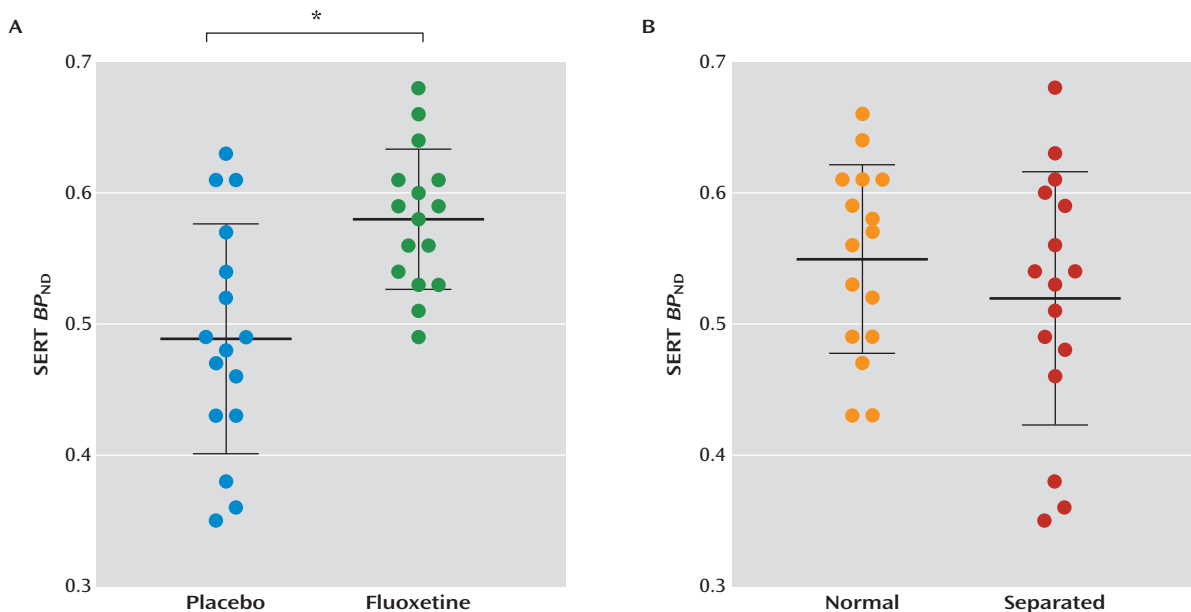 A
*
0.7
0.6
0.5
0.4
0.3
SERT BPND
Placebo Fluoxetine
B
0.7
0.6
0.5
0.4
0.3
SERT BPND
Normal Separated